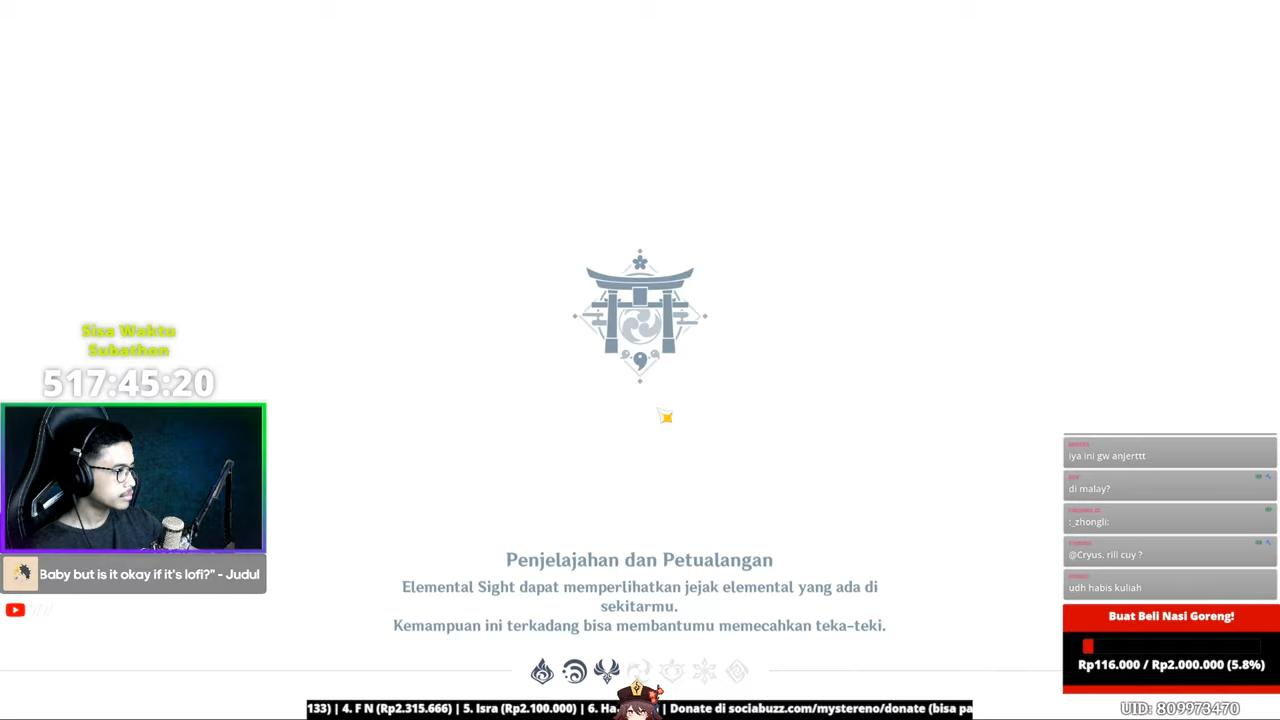 Sisa Waktu
Subathon
517:45:20
Baby but is it okay if it's lofi?" - Judul
Penjelajahan dan Petualangan
Elemental Sight dapat memperlihatkan jejak elemental yang ada di
sekitarmu.
Kemampuan ini terkadang bisa membantumu memecahkan teka-teki.
iya ini gw anjerttt
di malay?
:_zhongli:
@Cryus. rill cuy ?
udh habis kuliah
Buat Beli Nasi Goreng!
Rp116.000 / Rp2.000.000 (5.8%)
133) | 4. F N (Rp2.315.666) | 5. Isra (Rp2.100.000) | 6. Ha | Donate di sociabuzz.com/mystereno/donate (bisa pa
UID: 809973470